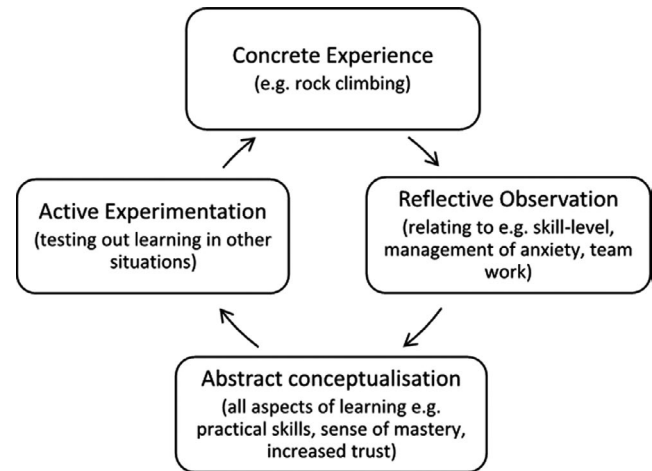 Concrete Experience
(e.g. rock climbing)
Reflective Observation
(relating to e.g. skill-level,
management of anxiety, team
work)
Abstract conceptualisation
(all aspects of learning e.g.
practical skills, sense of mastery,
increased trust)
Active Experimentation
(testing out learning in other
situations)